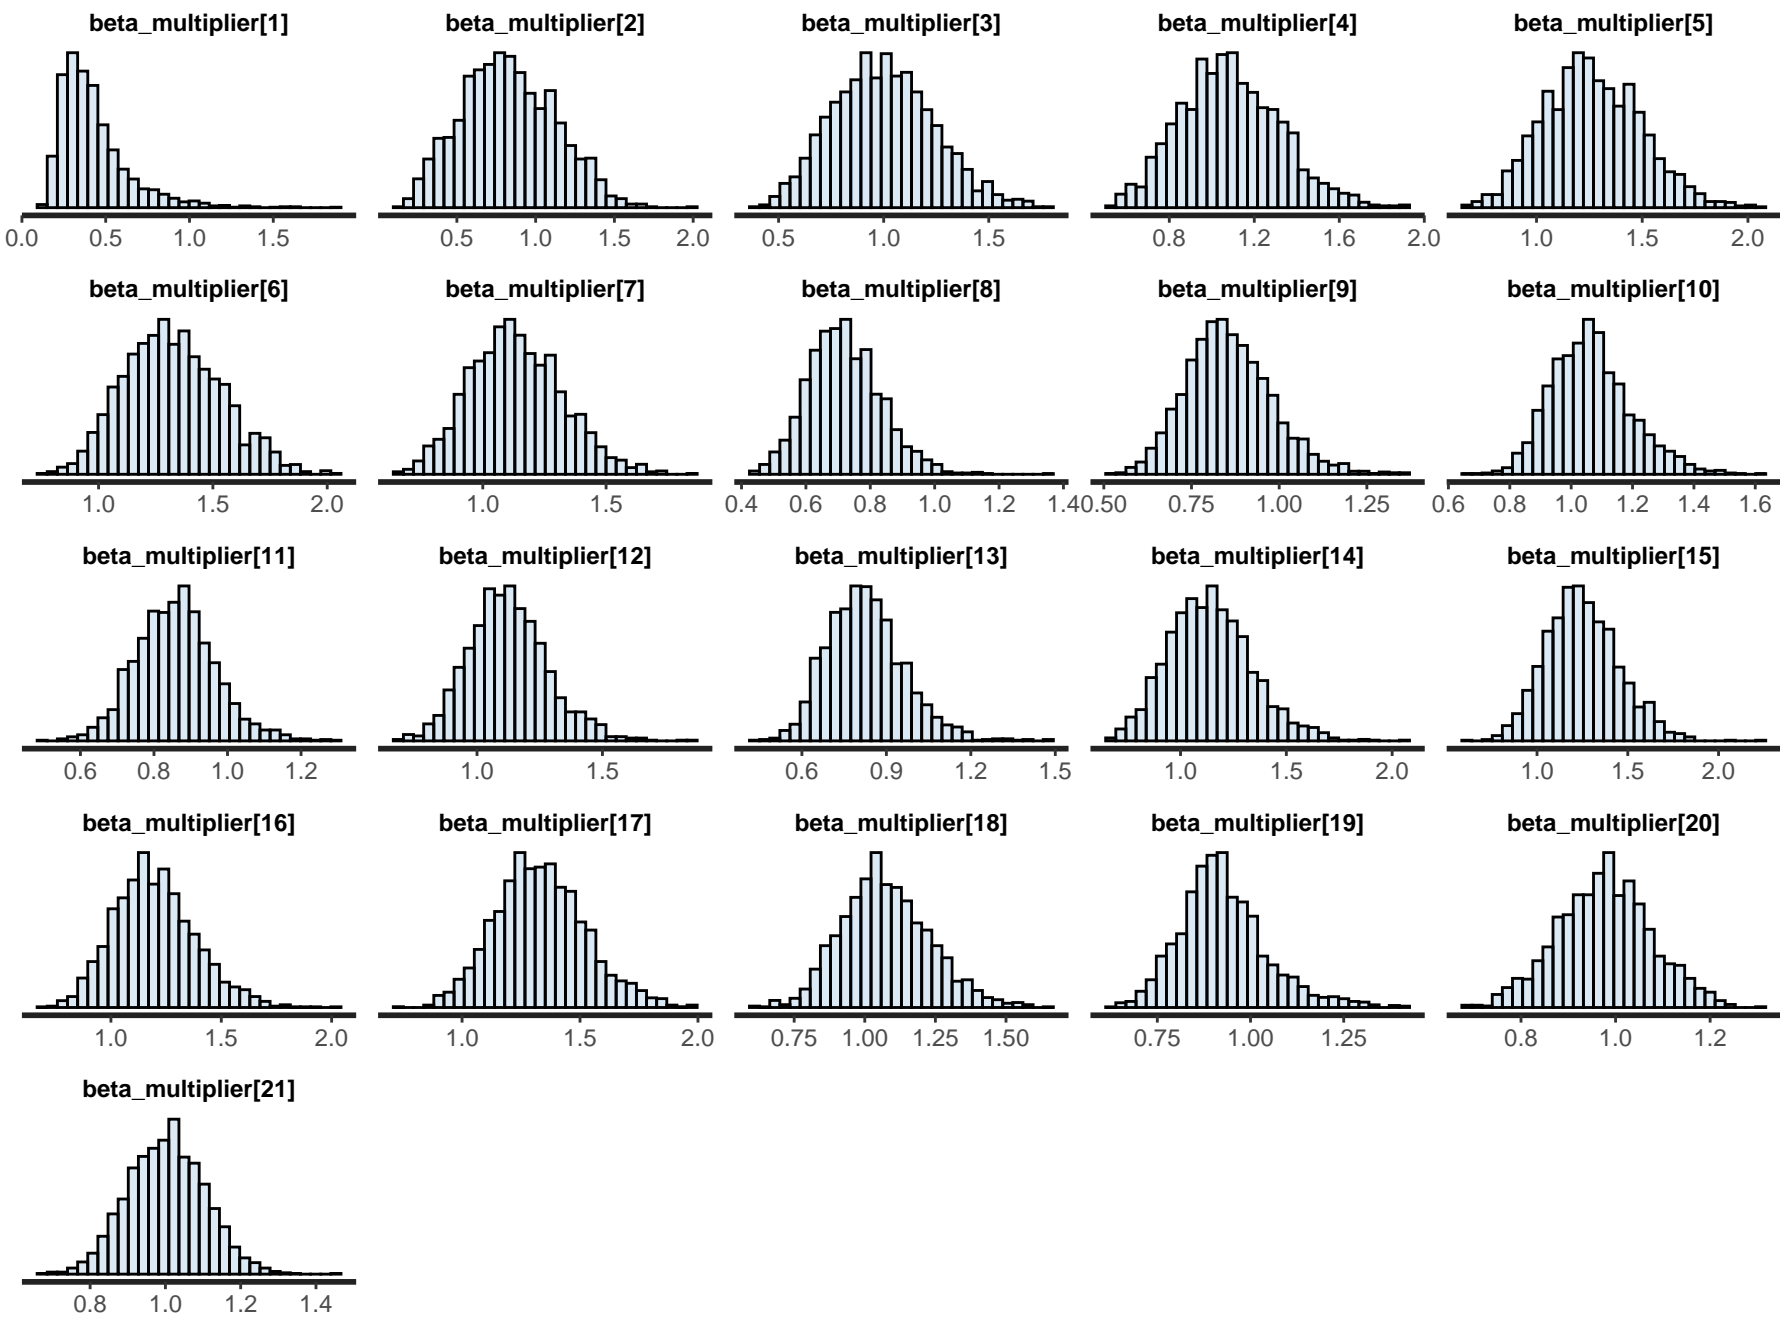 beta_multiplier[1] beta_multiplier[2] beta_multiplier[3] beta_multiplier[4] beta_multiplier[5]
0.0 0.5 1.0 1.5 0.5 1.0 1.5 2.0 0.5 1.0 1.5 0.8 1.2 1.6 2.0 1.0 1.5 2.0
beta_multiplier[6] beta_multiplier[7] beta_multiplier[8] beta_multiplier[9] beta_multiplier[10]
1.0 1.5 2.0 1.0 1.5 0.4 0.6 0.8 1.0 1.2 1.4 0.50 0.75 1.00 1.25 0.6 0.8 1.0 1.2 1.4 1.6
beta_multiplier[11] beta_multiplier[12] beta_multiplier[13] beta_multiplier[14] beta_multiplier[15]
0.6 0.8 1.0 1.2 1.0 1.5 0.6 0.9 1.2 1.5 1.0 1.5 2.0 1.0 1.5 2.0
beta_multiplier[16] beta_multiplier[17] beta_multiplier[18] beta_multiplier[19] beta_multiplier[20]
1.0 1.5 2.0 1.0 1.5 2.0 0.75 1.00 1.25 1.50 0.75 1.00 1.25 0.8 1.0 1.2
beta_multiplier[21]
0.8 1.0 1.2 1.4